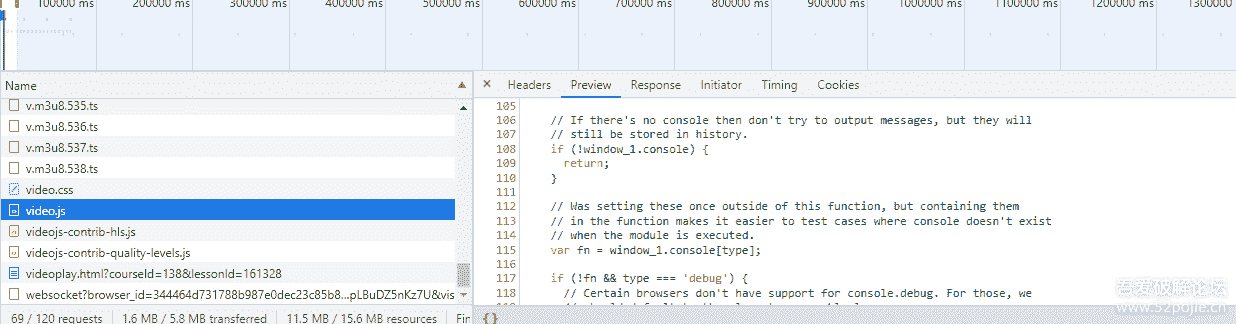 100000 ms 200000 ms 300000 ms 400000 ms 500000 ms 600000 ms 700000 ms 800000 ms 900000 ms 1000000 ms 1100000 ms 1200000 ms 1300000
Name
× Headers Preview Response Initiator Timing Cookies
v.m3u8.535.ts
v.m3u8.536.ts
v.m3u8.537.ts
v.m3u8.538.ts
video.css
video.js
videojs-contrib-hls.js
videojs-contrib-quality-levels.js
videoplay.html?courseId=138&lessonId=161328
websocket?browser_id=344464d731788b987e0dec23c85b8...pLBuDZ5nKz7U&vis
69 / 120 requests 1.6 MB / 5.8 MB transferred 11.5 MB / 15.6 MB resources Fin
105
106 // If there's no console then don't try to output messages, but they will
107 // still be stored in history.
108 if (!window_1.console) {
109 return;
110 }
111
112 // Was setting these once outside of this function, but containing them
113 // in the function makes it easier to test cases where console doesn't exist
114 // when the module is executed.
115 var fn = window_1.console[type];
116
117 if (!fn && type === 'debug') {
118 // Certain browsers don't have support for console.debug. For those, we
{}
吾爱破解论坛
www.52pojie.cn